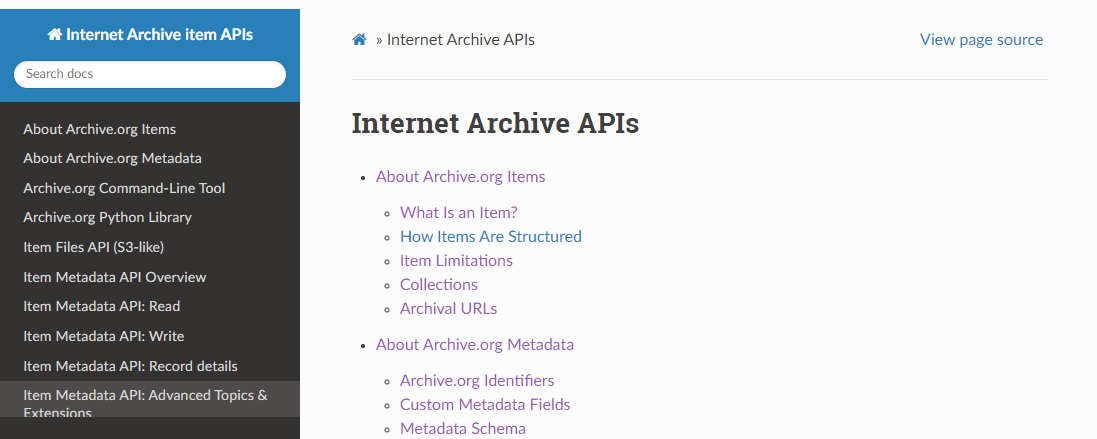 Internet Archive item APIs
Search docs
About Archive.org Items
About Archive.org Metadata
Archive.org Command-Line Tool
Archive.org Python Library
Item Files API (S3-like)
Item Metadata API Overview
Item Metadata API: Read
Item Metadata API: Write
Item Metadata API: Record details
Item Metadata API: Advanced Topics &
Extensions
» Internet Archive APIs
View page source
Internet Archive APIs
About Archive.org Items
What Is an Item?
How Items Are Structured
Item Limitations
Collections
Archival URLs
About Archive.org Metadata
Archive.org Identifiers
Custom Metadata Fields
Metadata Schema